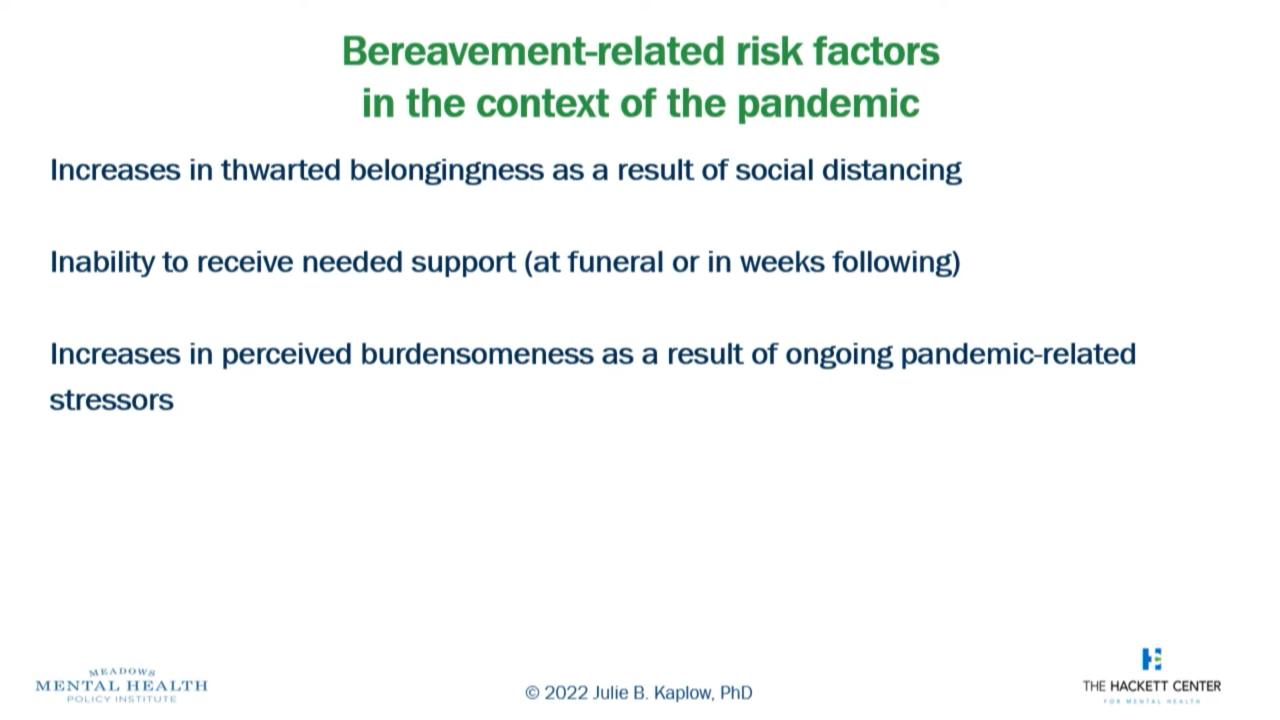 Bereavement-related risk factors
in the context of the pandemic
Increases in thwarted belongingness as a result of social distancing
Inability to receive needed support (at funeral or in weeks following)
Increases in perceived burdensomeness as a result of ongoing pandemic-related
stressors
MEADOWS
MENTAL HEALTH
POLICY INSTITUTE
© 2022 Julie B. Kaplow, PhD
THE HACKETT CENTER
FOR MENTAL HEALTH